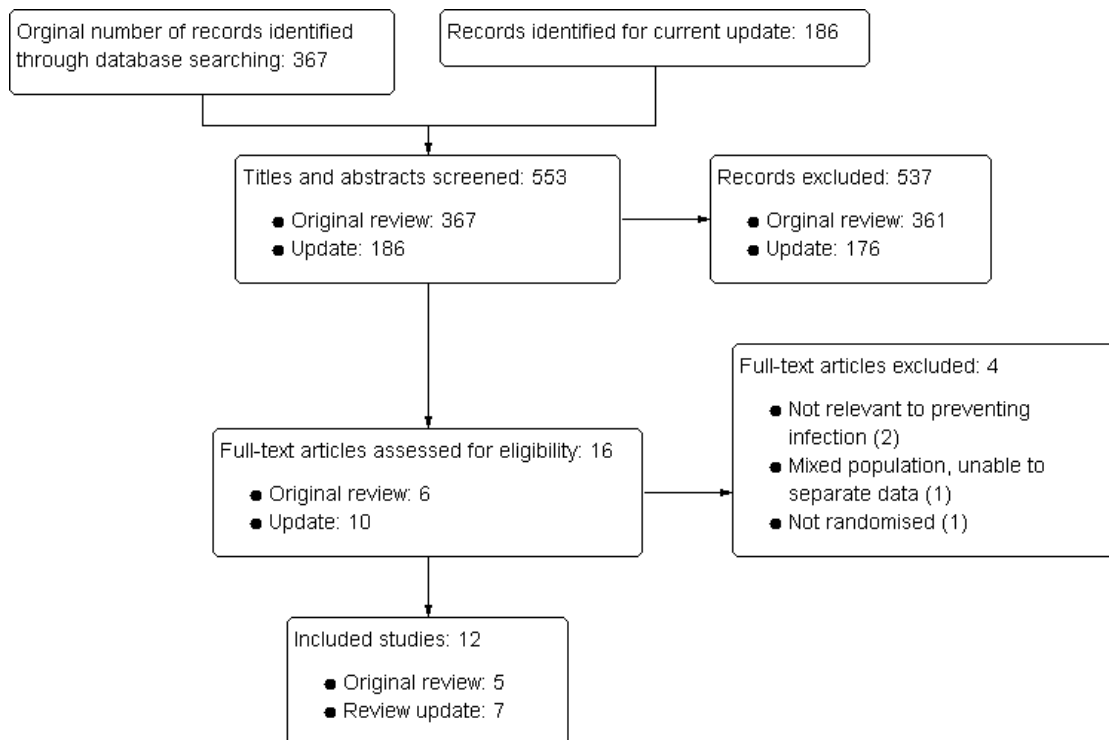 Orginal number of records identified
through database searching: 367
Records identified for current update: 186
Titles and abstracts screened: 553
● Original review: 367
● Update: 186
Records excluded: 537
● Orginal review: 361
● Update: 176
Full-text articles assessed for eligibility: 16
● Original review: 6
● Update: 10
Full-text articles excluded: 4
● Not relevant to preventing
infection (2)
● Mixed population, unable to
separate data (1)
● Not randomised (1)
Included studies: 12
● Original review: 5
● Review update: 7